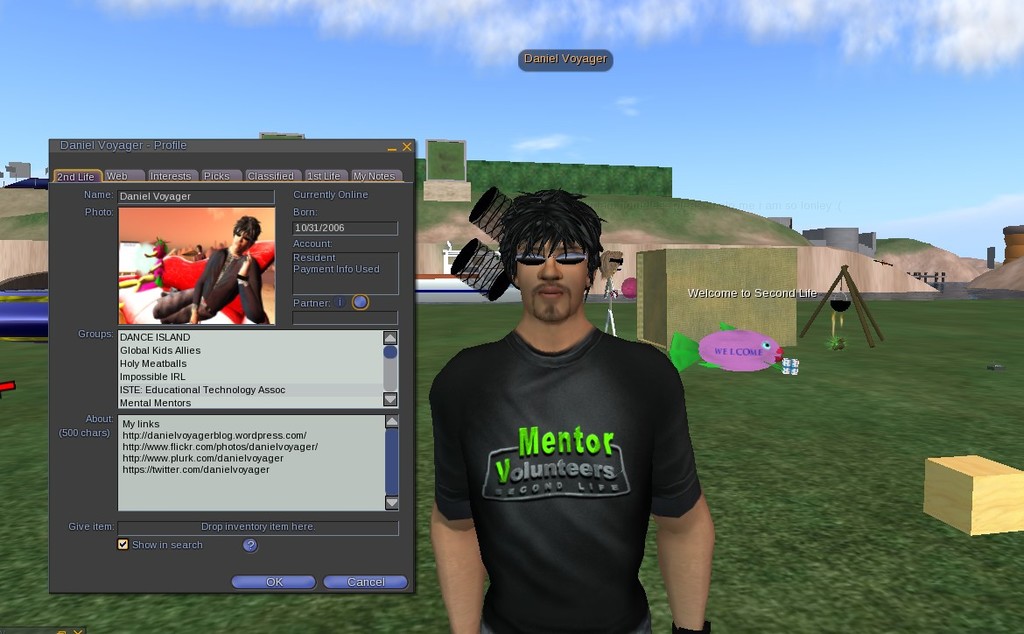 Daniel Voyager
Daniel Voyager - Profile
2nd Life Web Interests Picks Classified 1st Life My Notes
Name: Daniel Voyager
Currently Online
Photo:
Born:
10/31/2006
Account:
Resident
Payment Info Used
Partner:
Groups:
DANCE ISLAND
Global Kids Allies
Holy Meatballs
Impossible IRL
ISTE: Educational Technology Assoc
Mental Mentors
About:
(500 chars)
My links
http://danielvoyagerblog.wordpress.com/
http://www.flickr.com/photos/danielvoyager/
http://www.plurk.com/danielvoyager
https://twitter.com/danielvoyager
Give item: Drop inventory item here.
Show in search ?
OK Cancel
i am so lonley :(
Welcome to Second Life
WELCOME
Mentor
Volunteers
SECOND LIFE